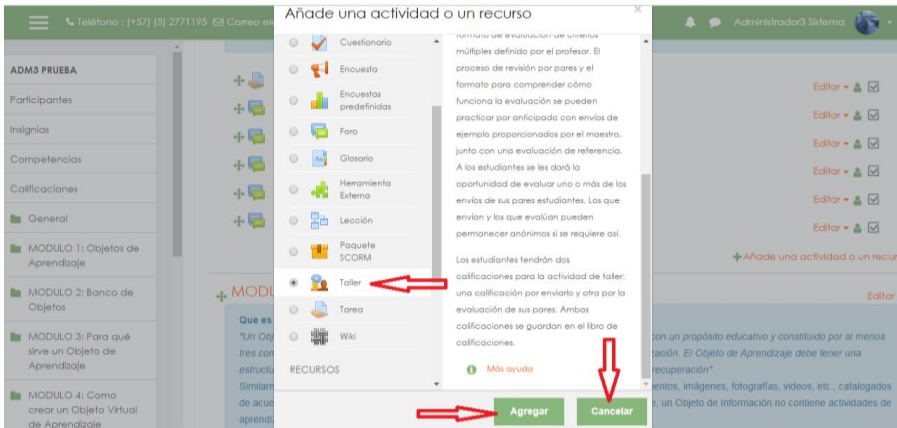 Teléfono : (+57) (5) 2771195 Correo ele
Administrador3 Sistema
Añade una actividad o un recurso
×
ADM3 PRUEBA
Participantes
Insignias
Competencias
Calificaciones
General
MODULO 1: Objetos de
Aprendizaje
MODULO 2: Banco de
Objetos
MODULO 3: Para qué
sirve un Objeto de
Aprendizaje
MODULO 4: Como
crear un Objeto Virtual
de Aprendizaje
Cuestionario
Encuesta
Encuestas
predefinidas
Foro
Glosario
Herramienta
Externa
Lección
Paquete
SCORM
Taller
Tarea
Wiki
RECURSOS
formato de evaluación de criterios
múltiples definido por el profesor. El
proceso de revisión por pares y el
formato para comprender cómo
funciona la evaluación se pueden
practicar por anticipado con envíos de
ejemplo proporcionados por el maestro,
junto con una evaluación de referencia.
A los estudiantes se les dará la
oportunidad de evaluar uno o más de los
envíos de sus pares estudiantes. Los que
envían y los que evalúan pueden
permanecer anónimos si se requiere así.
Los estudiantes tendrán dos
calificaciones para la actividad de taller:
una calificación por enviarlo y otra por la
evaluación de sus pares. Ambas
calificaciones se guardan en el libro de
calificaciones.
Más ayuda
Agregar
Cancelar
Editar
Editar
Editar
Editar
Editar
Editar
+Añade una actividad o un recur
MODU
Editar
Que es
"Un Obj
con un propósito educativo y constituido por al menos
tres con
zación. El Objeto de Aprendizaje debe tener una
estructu
recuperación".
Similarm
entos, imágenes, fotografías, videos, etc., catalogados
de acue
e, un Objeto de Información no contiene actividades de
aprendiz